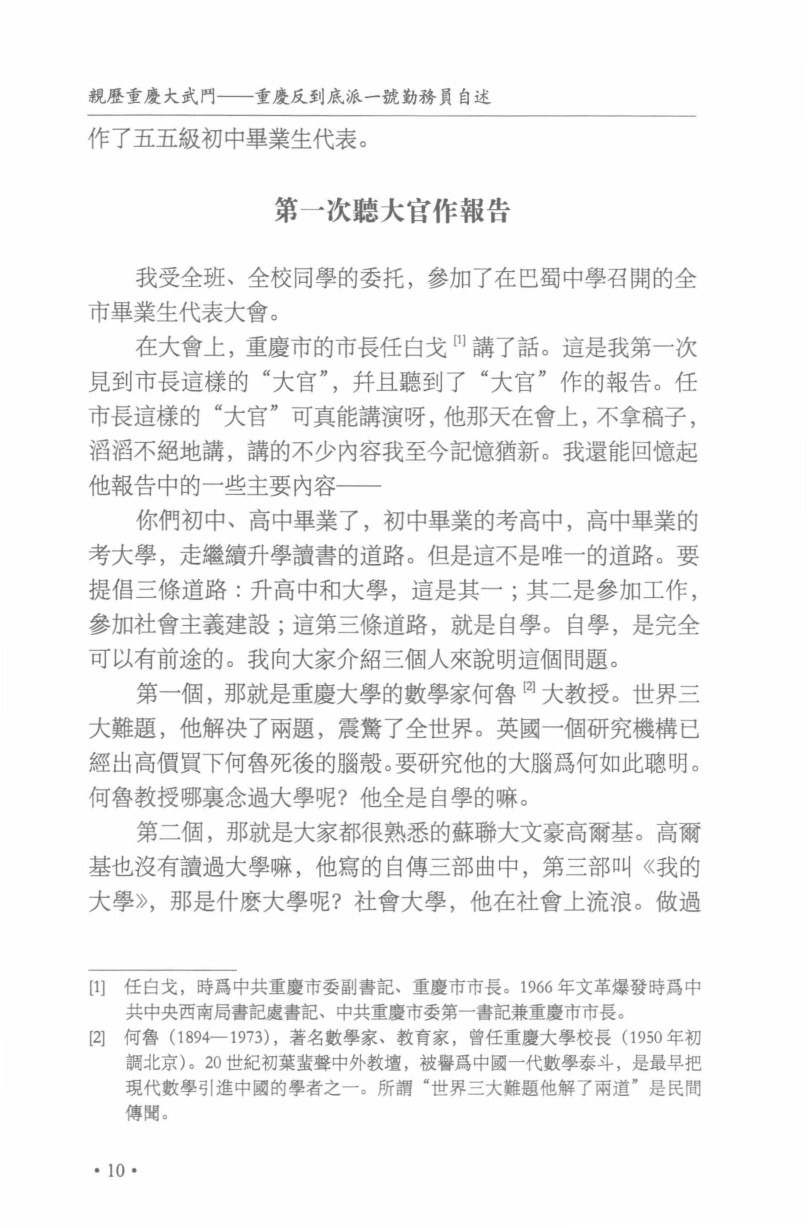 親歷重慶大武鬥——重慶反到底派一號勤務員自述
作了五五級初中畢業生代表。
第一次聽大官作報告
我受全班、全校同學的委托，參加了在巴蜀中學召開的全
市畢業生代表大會。
在大會上，重慶市的市長任白戈[1]講了話。這是我第一次
見到市長這樣的“大官”，幷且聽到了“大官”作的報告。任
市長這樣的“大官”可真能講演呀，他那天在會上，不拿稿子，
滔滔不絕地講，講的不少內容我至今記憶猶新。我還能回憶起
他報告中的一些主要內容——
你們初中、高中畢業了，初中畢業的考高中，高中畢業的
考大學，走繼續升學讀書的道路。但是這不是唯一的道路。要
提倡三條道路：升高中和大學，這是其一；其二是參加工作，
參加社會主義建設；這第三條道路，就是自學。自學，是完全
可以有前途的。我向大家介紹三個人來說明這個問題。
第一個，那就是重慶大學的數學家何魯[2]大教授。世界三
大難題，他解决了兩題，震驚了全世界。英國一個研究機構已
經出高價買下何魯死後的腦殼。要研究他的大腦爲何如此聰明。
何魯教授哪裏念過大學呢？他全是自學的嘛。
第二個，那就是大家都很熟悉的蘇聯大文豪高爾基。高爾
基也沒有讀過大學嘛，他寫的自傳三部曲中，第三部叫《我的
大學》，那是什麽大學呢？社會大學，他在社會上流浪。做過
[1] 任白戈，時爲中共重慶市委副書記、重慶市市長。1966年文革爆發時爲中
共中央西南局書記處書記、中共重慶市委第一書記兼重慶市市長。
[2] 何魯（1894—1973），著名數學家、教育家，曾任重慶大學校長（1950年初
調北京）。20世紀初葉蜚聲中外教壇，被譽爲中國一代數學泰斗，是最早把
現代數學引進中國的學者之一。所謂“世界三大難題他解了兩道”是民間
傳聞。
·10·